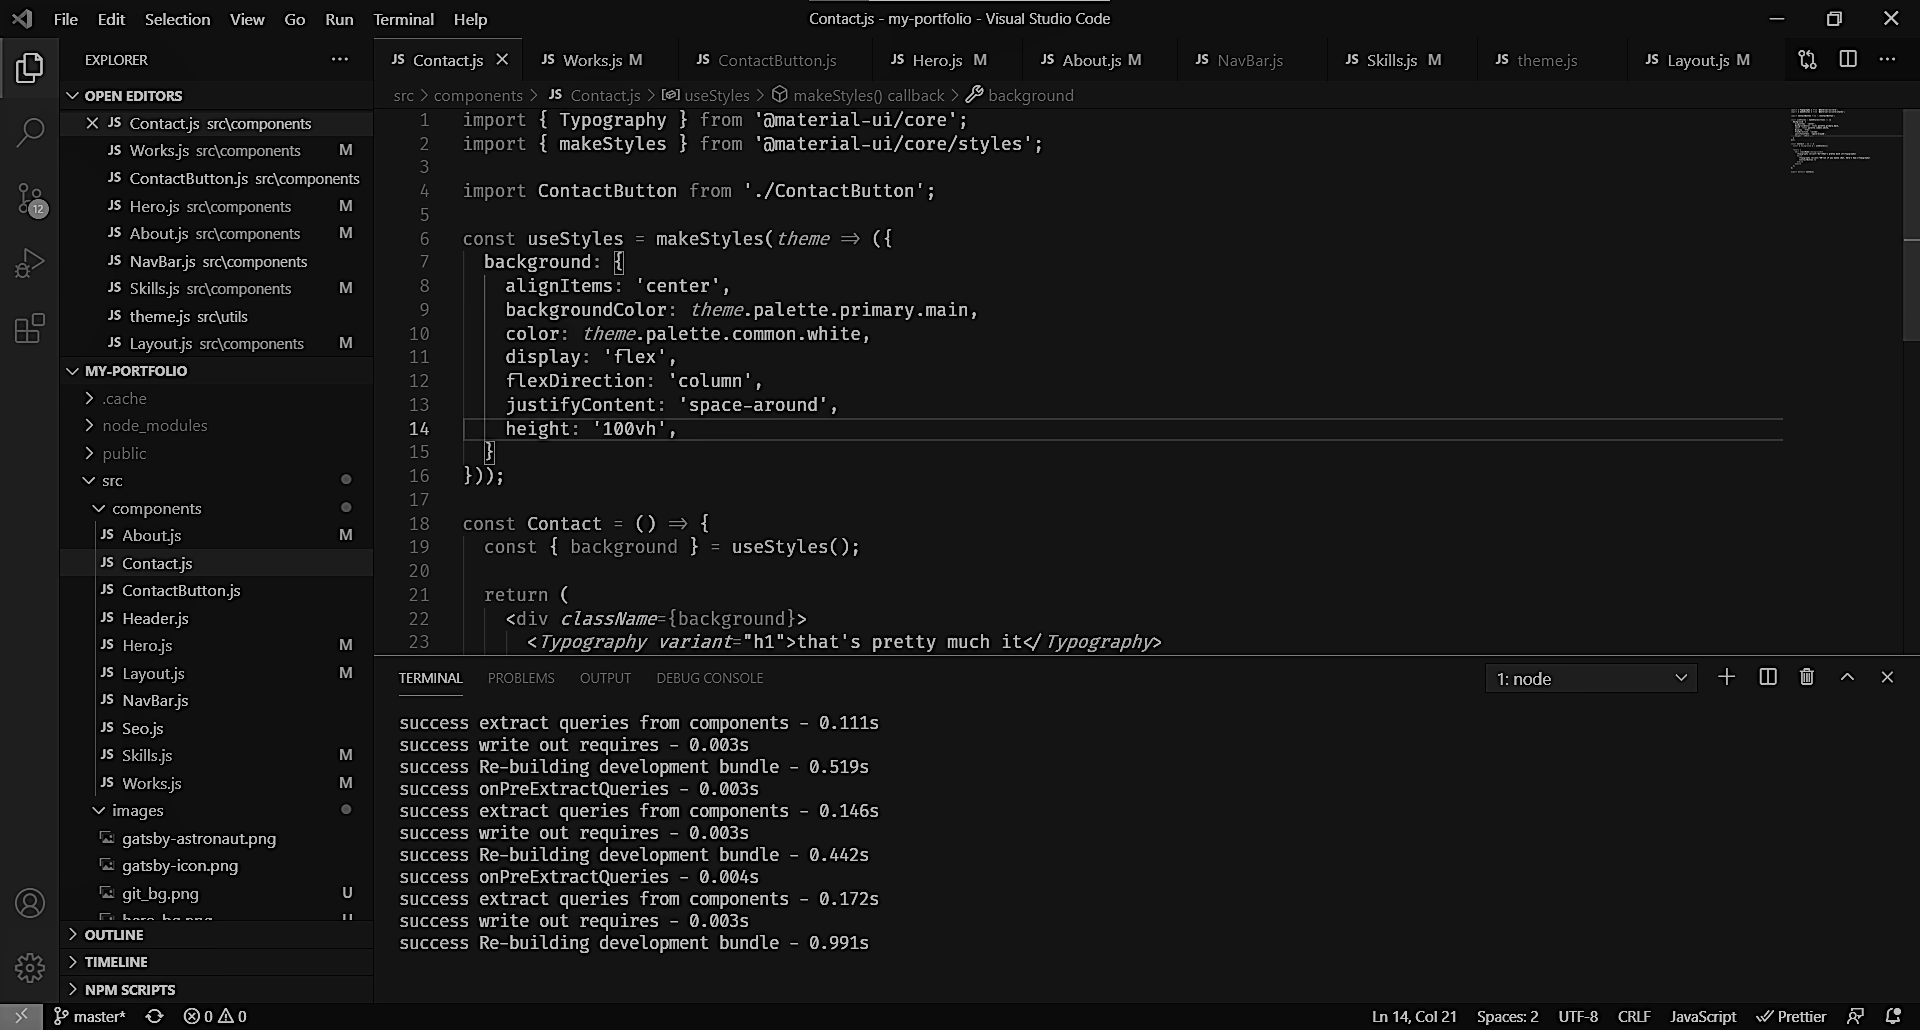 File Edit Selection View Go Run Terminal Help
Contact.js - my-portfolio - Visual Studio Code
EXPLORER
JS Contact.js JS Works.js M JS ContactButton.js JS Hero.js M JS About.js M JS NavBar.js JS Skills.js M JS theme.js JS Layout.js M
OPEN EDITORS
JS Contact.js src\components
JS Works.js src\components M
JS ContactButton.js src\components
JS Hero.js src\components M
JS About.js src\components M
JS NavBar.js src\components
JS Skills.js src\components M
JS theme.js src\utils
JS Layout.js src\components M
MY-PORTFOLIO
.cache
node_modules
public
src
components
JS About.js M
JS Contact.js
JS ContactButton.js
JS Header.js
JS Hero.js M
JS Layout.js M
JS NavBar.js
JS Seo.js
JS Skills.js M
JS Works.js M
images
gatsby-astronaut.png
gatsby-icon.png
git_bg.png U
OUTLINE
TIMELINE
NPM SCRIPTS
12
src > components > JS Contact.js > useStyles > makeStyles() callback > background
1 import { Typography } from '@material-ui/core';
2 import { makeStyles } from '@material-ui/core/styles';
3
4 import ContactButton from './ContactButton';
5
6 const useStyles = makeStyles(theme => ({
7 background: {
8 alignItems: 'center',
9 backgroundColor: theme.palette.primary.main,
10 color: theme.palette.common.white,
11 display: 'flex',
12 flexDirection: 'column',
13 justifyContent: 'space-around',
14 height: '100vh',
15 }
16 }));
17
18 const Contact = () => {
19 const { background } = useStyles();
20
21 return (
22 <div className={background}>
23 <Typography variant="h1">that's pretty much it</Typography>
TERMINAL PROBLEMS OUTPUT DEBUG CONSOLE
1: node
success extract queries from components - 0.111s
success write out requires - 0.003s
success Re-building development bundle - 0.519s
success onPreExtractQueries - 0.003s
success extract queries from components - 0.146s
success write out requires - 0.003s
success Re-building development bundle - 0.442s
success onPreExtractQueries - 0.004s
success extract queries from components - 0.172s
success write out requires - 0.003s
success Re-building development bundle - 0.991s
master* 0 0
Ln 14, Col 21 Spaces: 2 UTF-8 CRLF JavaScript Prettier